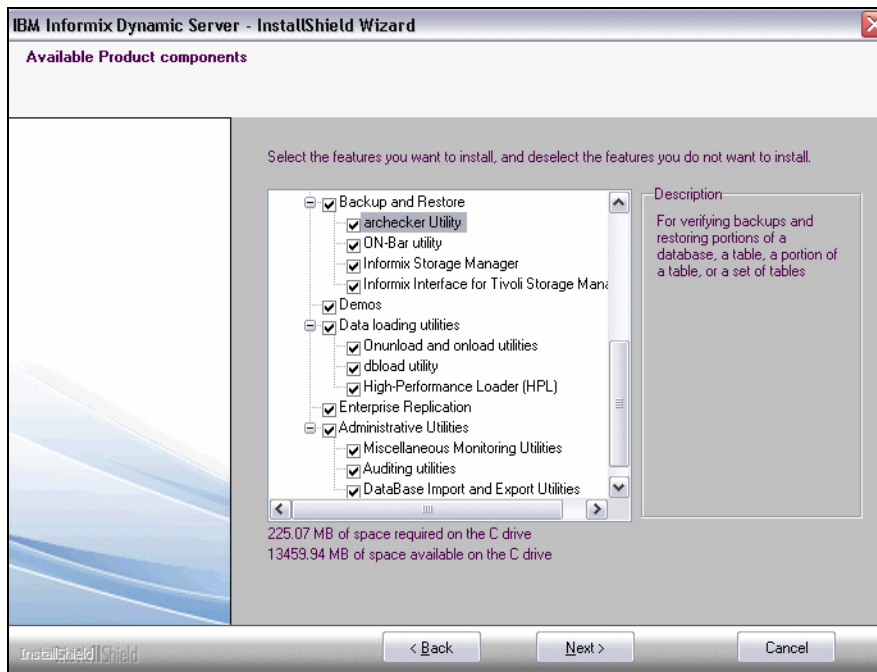 IBM Informix Dynamic Server - InstallShield Wizard
Available Product components
Select the features you want to install, and deselect the features you do not want to install.
Backup and Restore
archecker Utility
ON-Bar utility
Informix Storage Manager
Informix Interface for Tivoli Storage Mana
Demos
Data loading utilities
Onunload and onload utilities
dbload utility
High-Performance Loader (HPL)
Enterprise Replication
Administrative Utilities
Miscellaneous Monitoring Utilities
Auditing utilities
DataBase Import and Export Utilities
Description
For verifying backups and
restoring portions of a
database, a table, a portion of
a table, or a set of tables
225.07 MB of space required on the C drive
13459.94 MB of space available on the C drive
InstallShield
< Back
Next >
Cancel